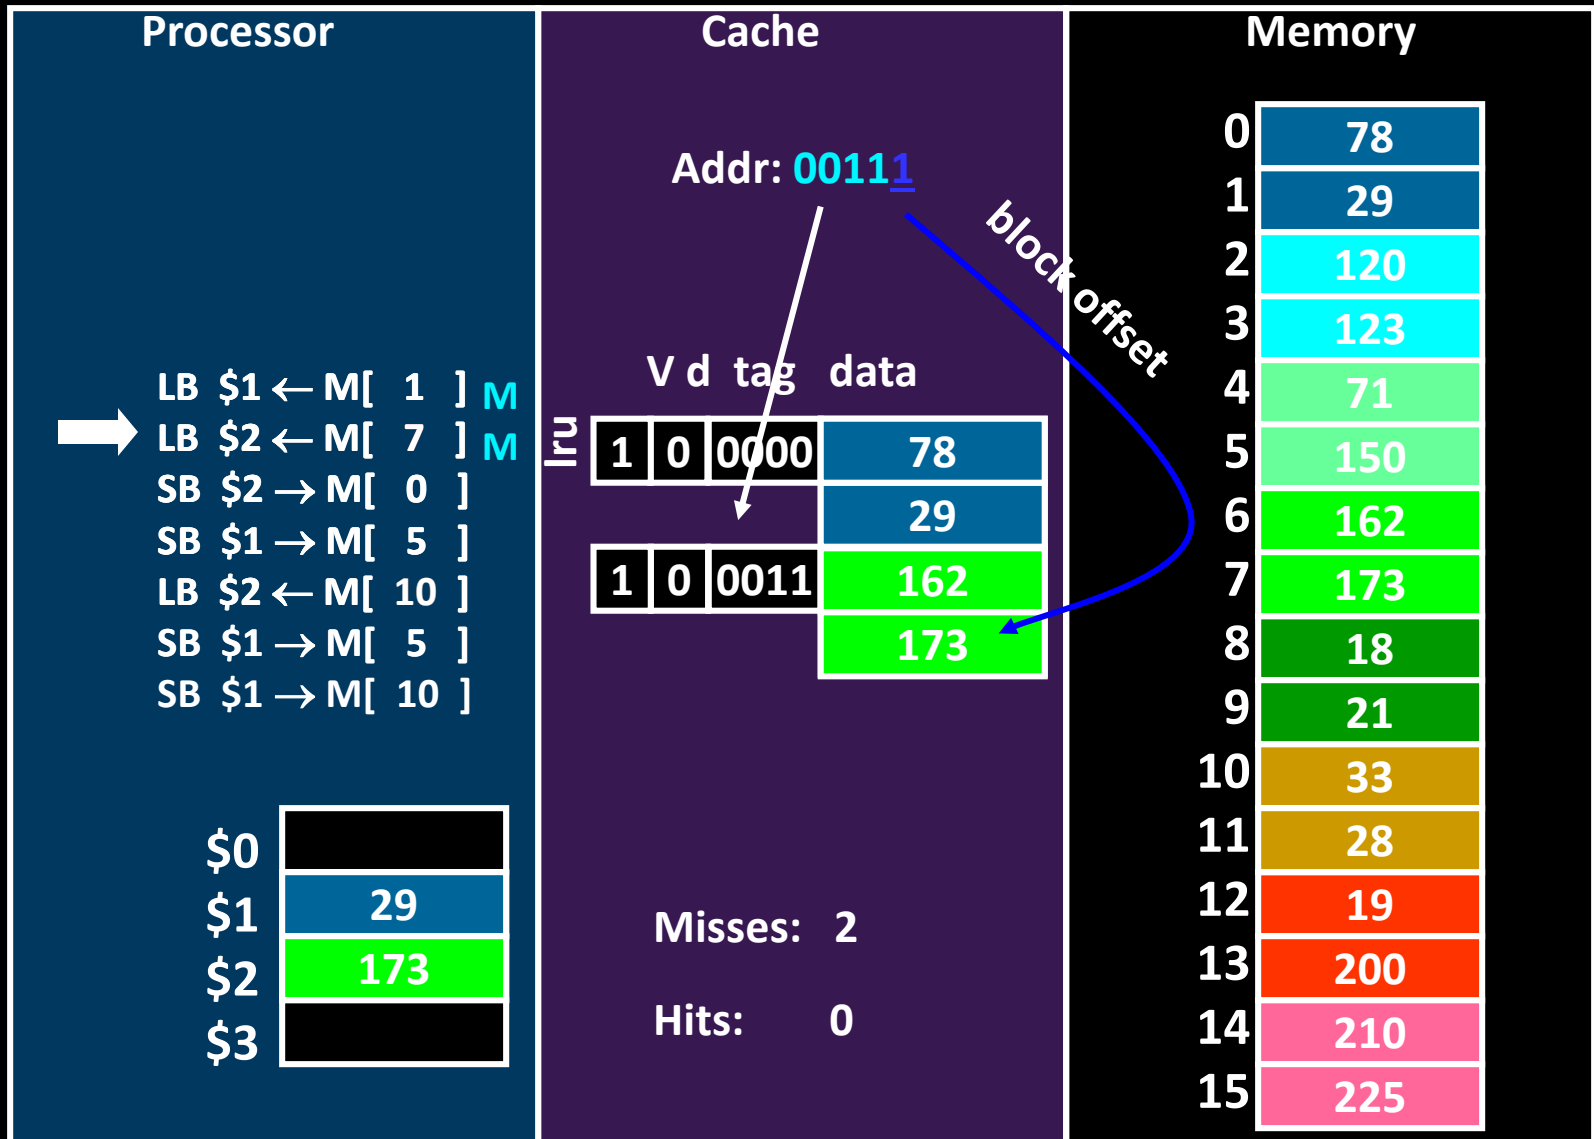 Processor
LB $1 ← M[ 1 ] M
LB $2 ← M[ 7 ] M
SB $2 → M[ 0 ]
SB $1 → M[ 5 ]
LB $2 ← M[ 10 ]
SB $1 → M[ 5 ]
SB $1 → M[ 10 ]
$0
$1 29
$2 173
$3
Cache
Addr: 00111
block offset
V d tag data
lru 1 0 0000 78
29
1 0 0011 162
173
Misses: 2
Hits: 0
Memory
0 78
1 29
2 120
3 123
4 71
5 150
6 162
7 173
8 18
9 21
10 33
11 28
12 19
13 200
14 210
15 225